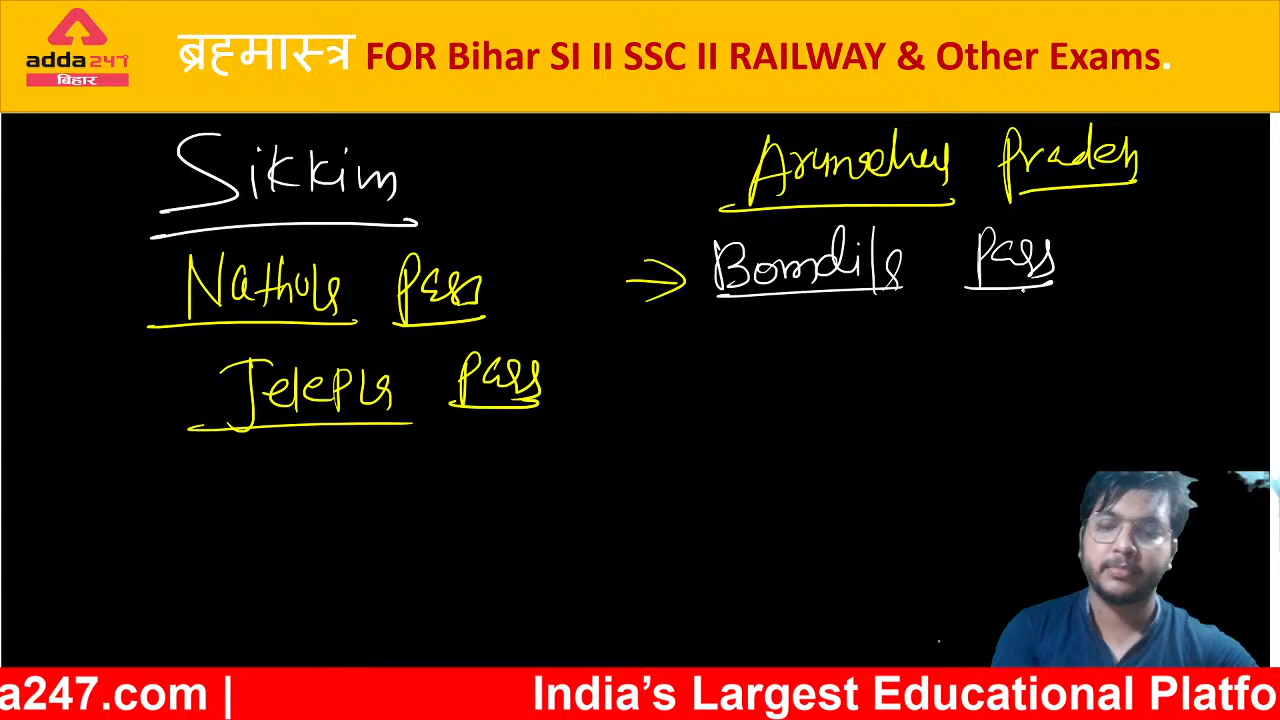 adda247
बिहार
ब्रह्मास्त्र FOR Bihar SI II SSC II RAILWAY & Other Exams.
Sikkim
Nathula Pass
Jelepla Pass
Arunachal Pradesh
→ Bomdila Pass
a247.com | India's Largest Educational Platfo